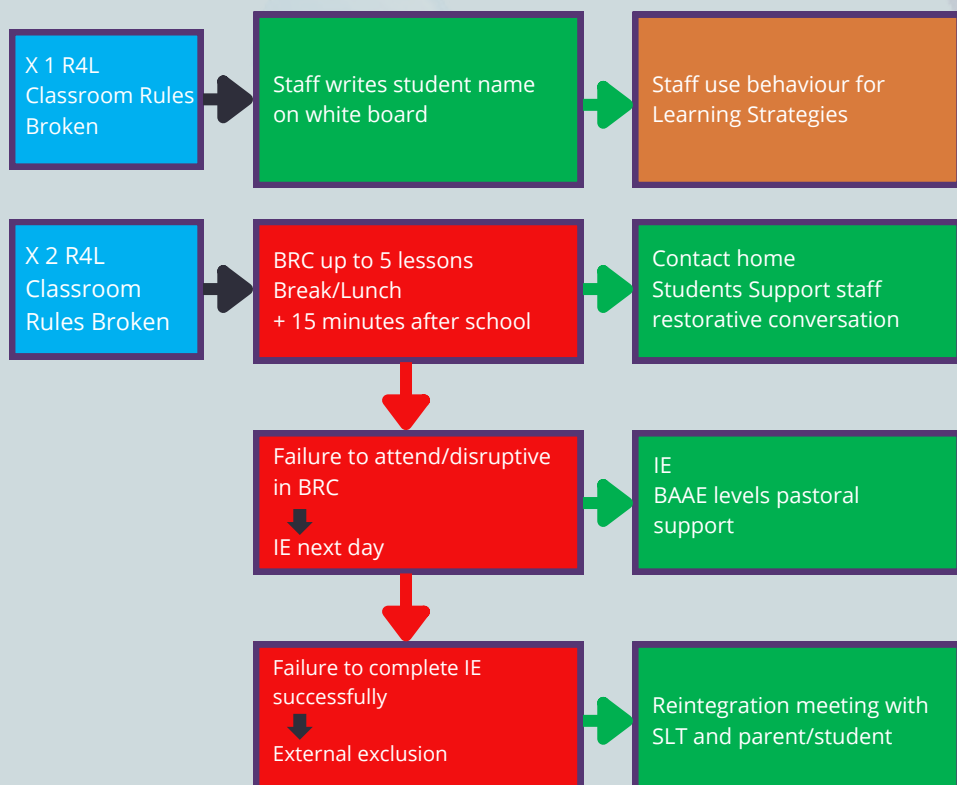 X 1 R4L
Classroom Rules
Broken
Staff writes student name
on white board
Staff use behaviour for
Learning Strategies
X 2 R4L
Classroom
Rules Broken
BRC up to 5 lessons
Break/Lunch
+ 15 minutes after school
Contact home
Students Support staff
restorative conversation
Failure to attend/disruptive
in BRC
IE next day
IE
BAAE levels pastoral
support
Failure to complete IE
successfully
External exclusion
Reintegration meeting with
SLT and parent/student